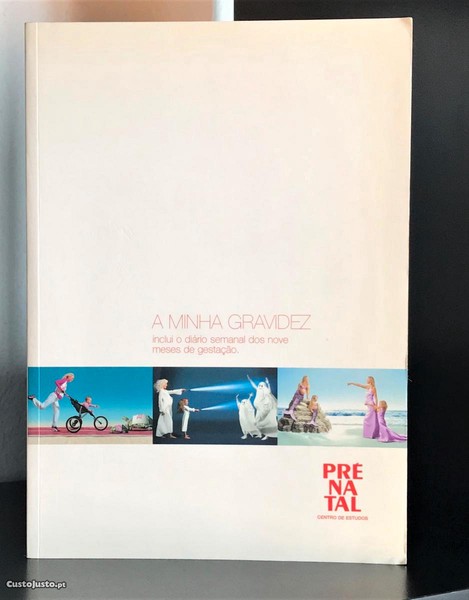 A MINHA GRAVIDEZ
inclui o diário semanal dos nove
meses de gestação.
PRÉ
NA
TAL
CENTRO DE ESTUDOS
CustoJusto.pt